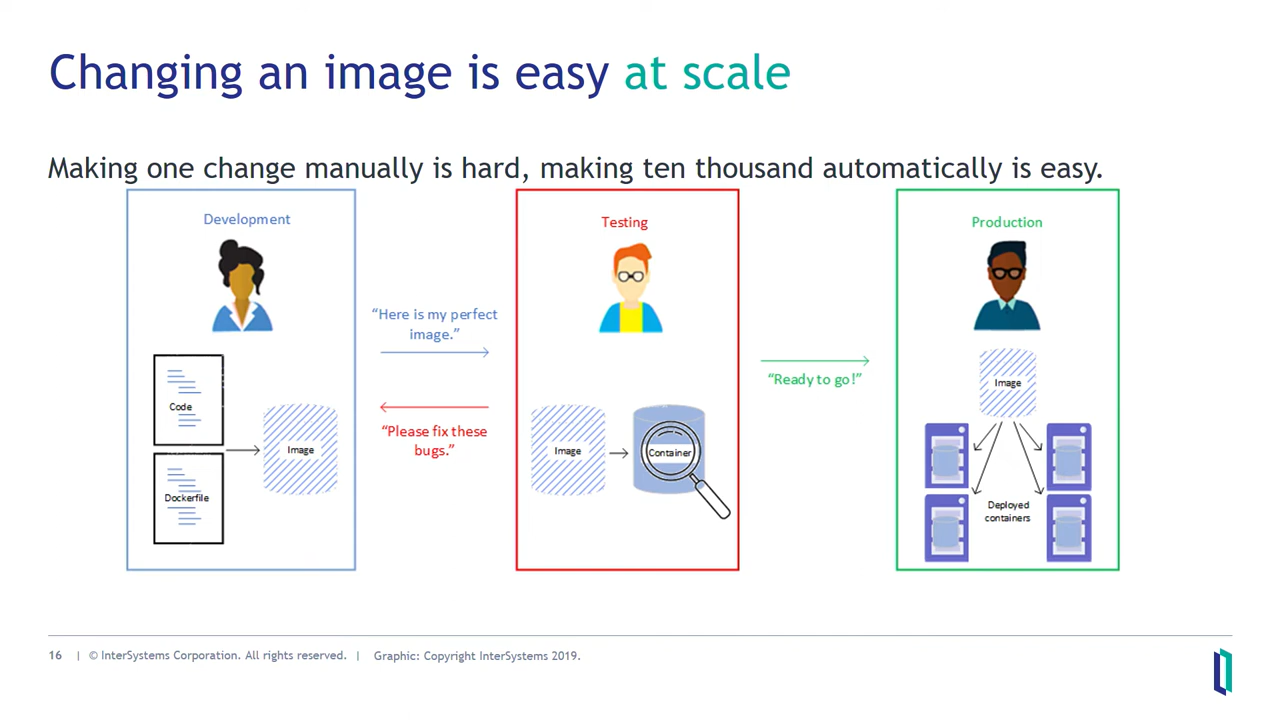 Changing an image is easy at scale
Making one change manually is hard, making ten thousand automatically is easy.
Development
Code
Dockerfile
Image
“Here is my perfect
image.”
“Please fix these
bugs.”
Testing
Image
Container
“Ready to go!”
Production
Image
Deployed
containers
16 | © InterSystems Corporation. All rights reserved. | Graphic: Copyright InterSystems 2019.